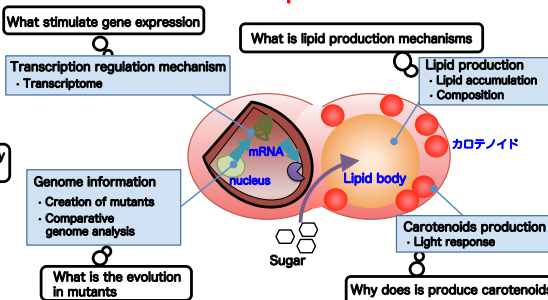 What stimulate gene expression
What is lipid production mechanisms
Transcription regulation mechanism
・Transcriptome
Lipid production
・Lipid accumulation
・Composition
カロテノイド
mRNA
nucleus
Lipid body
Genome information
・Creation of mutants
・Comparative
genome analysis
Carotenoids production
・Light response
Sugar
What is the evolution
in mutants
Why does is produce carotenoids